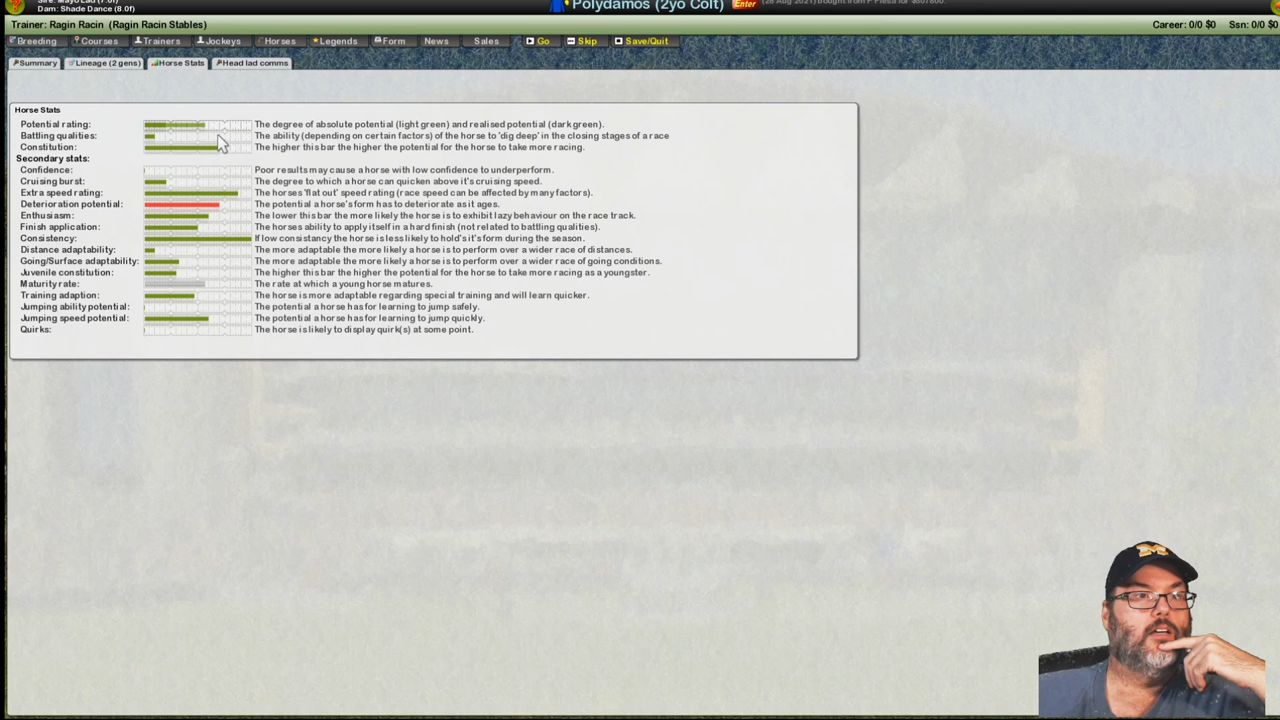 Dam: Shade Dance (8.0f)
Polydamos (2yo Colt) Enter
Trainer: Ragin Racin (Ragin Racin Stables) Career: 0/0 $0 Ssn: 0/0 $0
Breeding Courses Trainers Jockeys Horses Legends Form News Sales Go Skip Save/Quit
Summary Lineage (2 gens) Horse Stats Head lad comms
Horse Stats
Potential rating: The degree of absolute potential (light green) and realised potential (dark green).
Battling qualities: The ability (depending on certain factors) of the horse to 'dig deep' in the closing stages of a race
Constitution: The higher this bar the higher the potential for the horse to take more racing.
Secondary stats:
Confidence: Poor results may cause a horse with low confidence to underperform.
Cruising burst: The degree to which a horse can quicken above it's cruising speed.
Extra speed rating: The horses 'flat out' speed rating (race speed can be affected by many factors).
Deterioration potential: The potential a horse's form has to deteriorate as it ages.
Enthusiasm: The lower this bar the more likely the horse is to exhibit lazy behaviour on the race track.
Finish application: The horses ability to apply itself in a hard finish (not related to battling qualities).
Consistency: If low consistancy the horse is less likely to hold's it's form during the season.
Distance adaptability: The more adaptable the more likely a horse is to perform over a wider race of distances.
Going/Surface adaptability: The more adaptable the more likely a horse is to perform over a wider race of going conditions.
Juvenile constitution: The higher this bar the higher the potential for the horse to take more racing as a youngster.
Maturity rate: The rate at which a young horse matures.
Training adaption: The horse is more adaptable regarding special training and will learn quicker.
Jumping ability potential: The potential a horse has for learning to jump safely.
Jumping speed potential: The potential a horse has for learning to jump quickly.
Quirks: The horse is likely to display quirk(s) at some point.